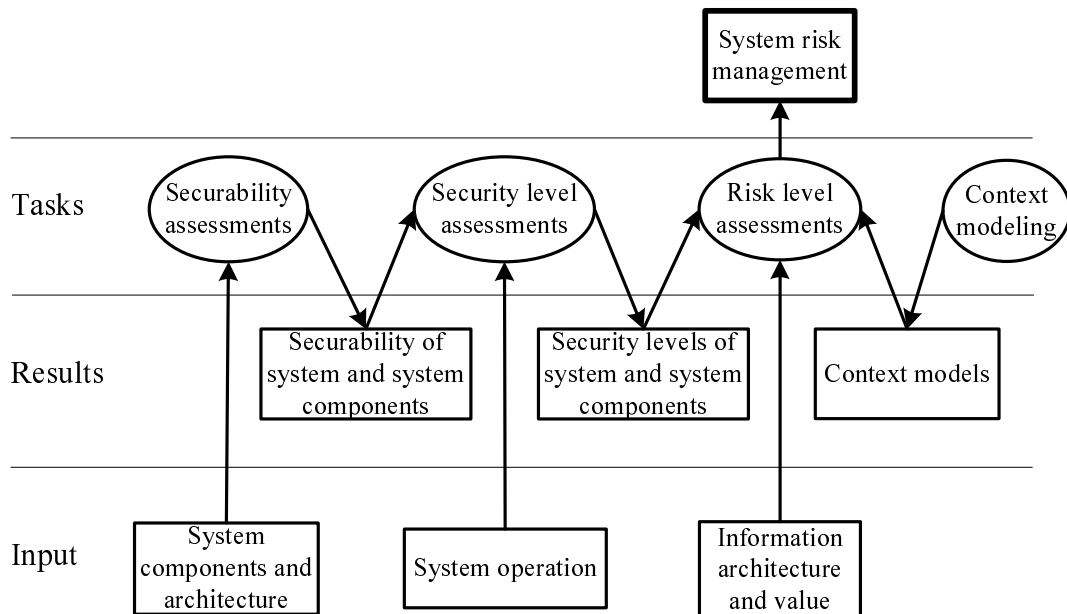 System risk
management
Tasks
Securability
assessments
Security level
assessments
Risk level
assessments
Context
modeling
Results
Securability of
system and system
components
Security levels of
system and system
components
Context models
Input
System
components and
architecture
System operation
Information
architecture
and value